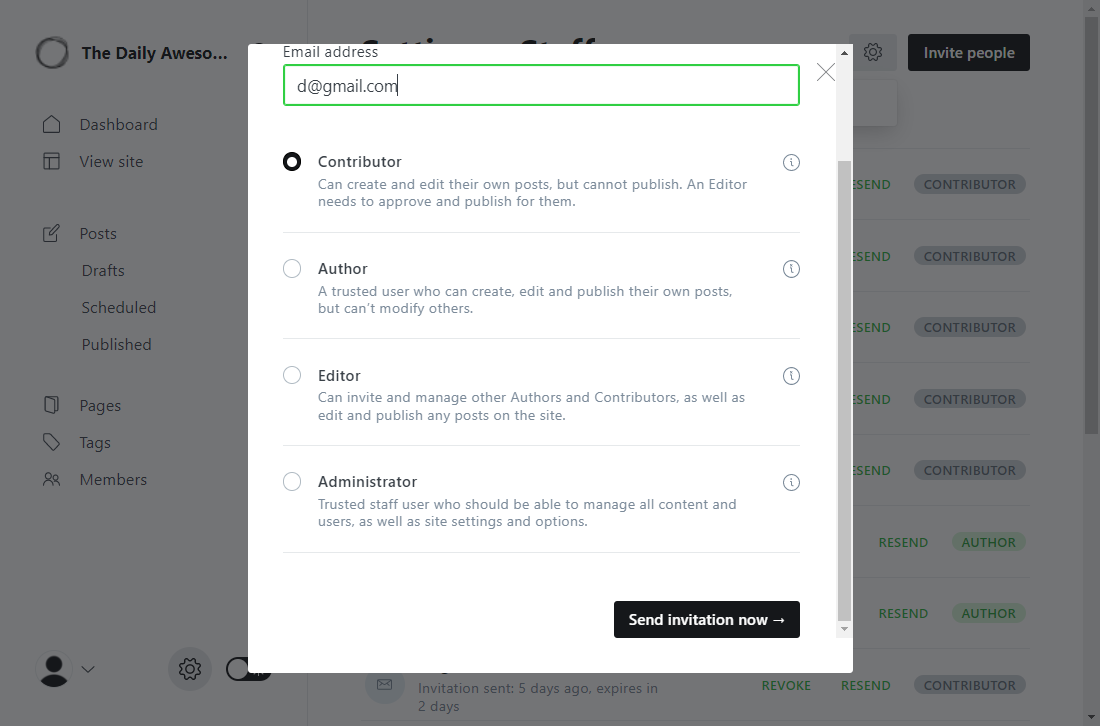 The Daily Aweso...
Invite people
Dashboard
View site
Posts
Drafts
Scheduled
Published
Pages
Tags
Members
Email address
d@gmail.com
Contributor
Can create and edit their own posts, but cannot publish. An Editor
needs to approve and publish for them.
Author
A trusted user who can create, edit and publish their own posts,
but can’t modify others.
Editor
Can invite and manage other Authors and Contributors, as well as
edit and publish any posts on the site.
Administrator
Trusted staff user who should be able to manage all content and
users, as well as site settings and options.
Send invitation now →
CONTRIBUTOR
CONTRIBUTOR
CONTRIBUTOR
CONTRIBUTOR
CONTRIBUTOR
RESEND AUTHOR
RESEND AUTHOR
Invitation sent: 5 days ago, expires in
2 days
REVOKE RESEND CONTRIBUTOR